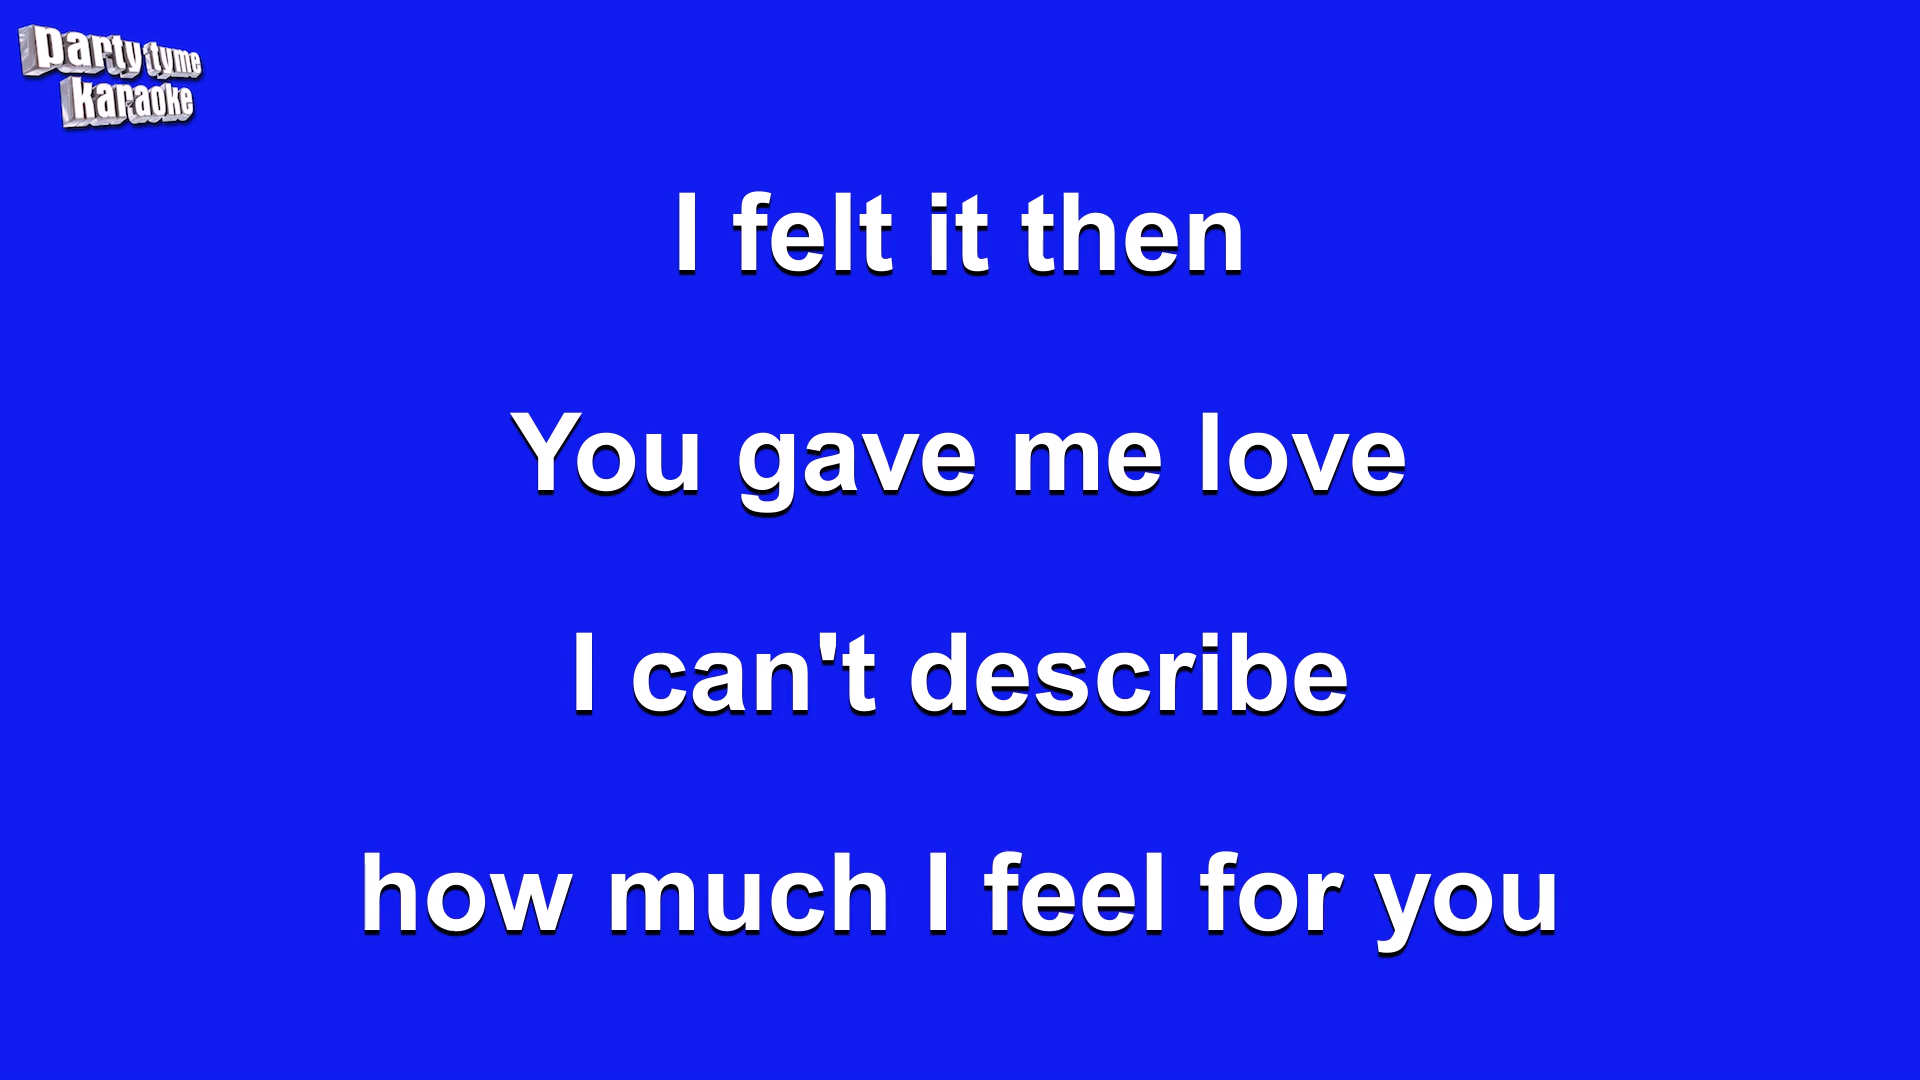 party tyme
karaoke
I felt it then
You gave me love
I can't describe
how much I feel for you